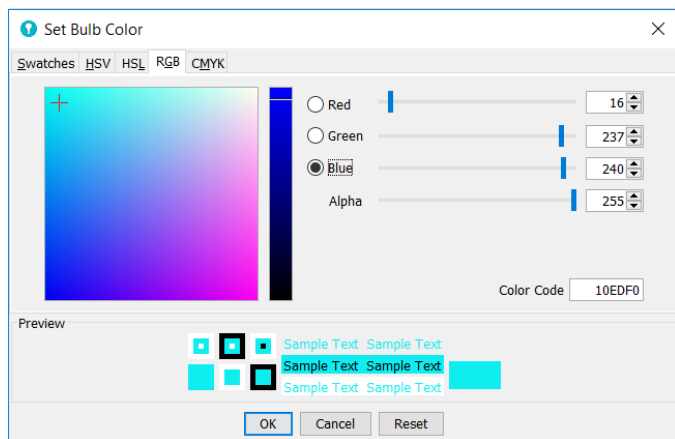 Set Bulb Color
Swatches HSV HSL RGB CMYK
Red 16
Green 237
Blue 240
Alpha 255
Color Code 10EDF0
Preview
Sample Text Sample Text
Sample Text Sample Text
Sample Text Sample Text
OK Cancel Reset